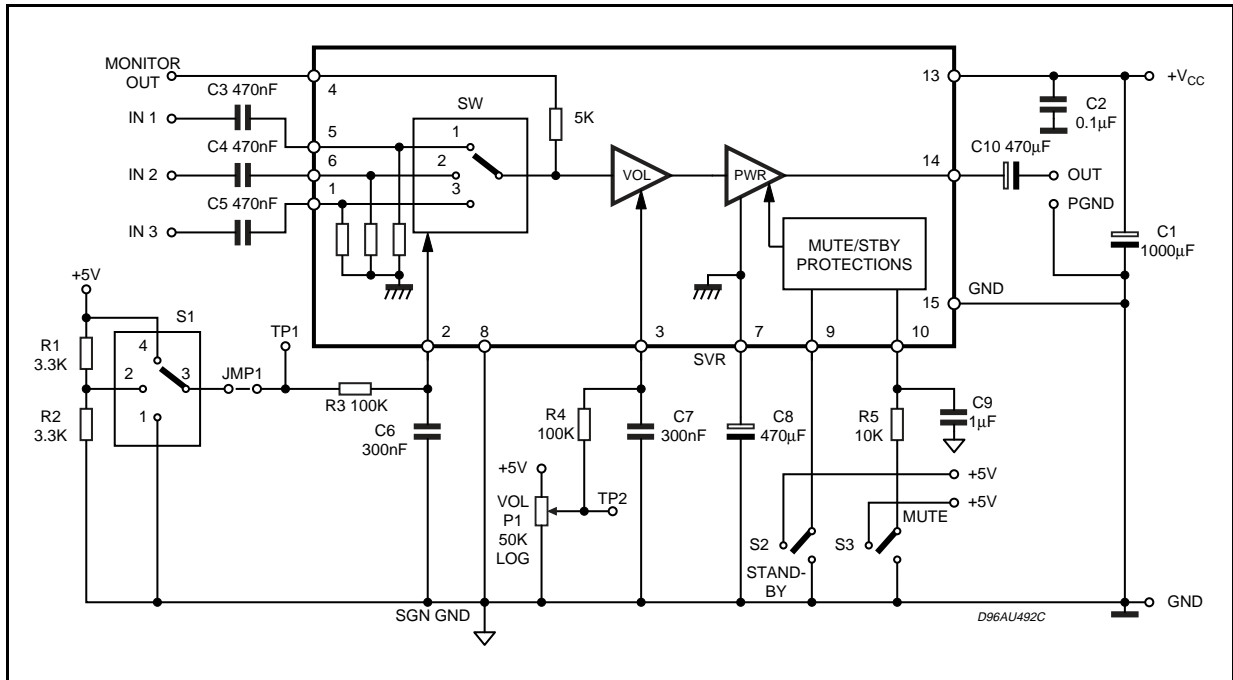 MONITOR
OUT
4
C3 470nF
IN 1
5
C4 470nF
IN 2
6
C5 470nF
IN 3
1
SW
1
2
3
5K
VOL
PWR
MUTE/STBY
PROTECTIONS
13
+VCC
C2
0.1µF
14
C10 470µF
OUT
PGND
C1
1000µF
15
GND
+5V
S1
R1
3.3K
R2
3.3K
4
2
3
1
JMP1
TP1
R3 100K
2
8
3
SVR
7
9
10
C6
300nF
R4
100K
C7
300nF
C8
470µF
R5
10K
C9
1µF
+5V
VOL
P1
50K
LOG
TP2
+5V
+5V
MUTE
S2
S3
STAND-
BY
SGN GND
D96AU492C
GND